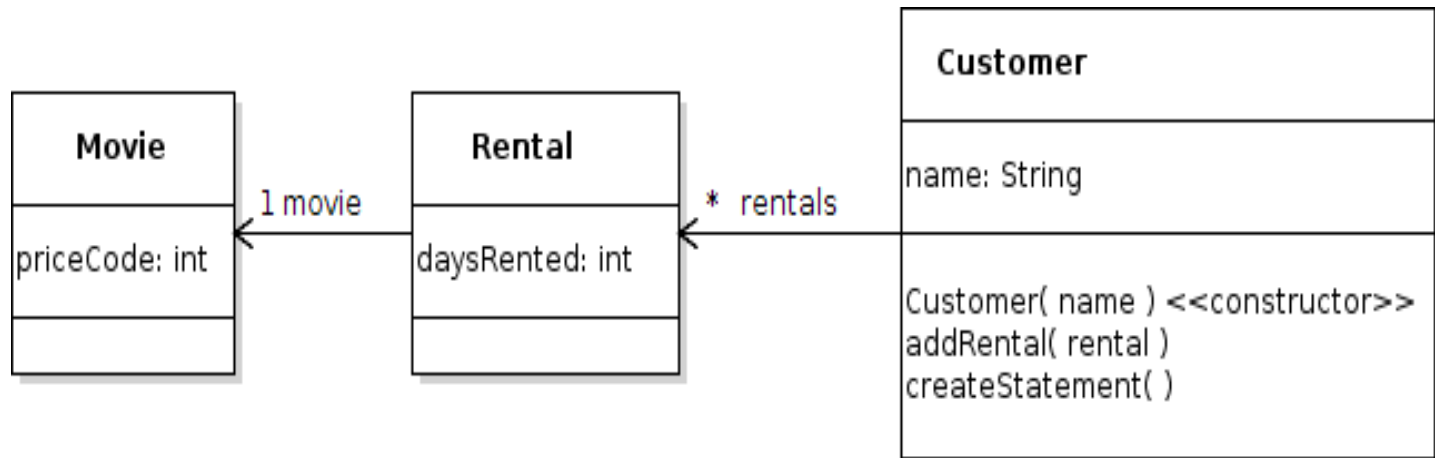 Movie
priceCode: int
1 movie
Rental
daysRented: int
* rentals
Customer
name: String
Customer( name ) <<constructor>>
addRental( rental )
createStatement( )